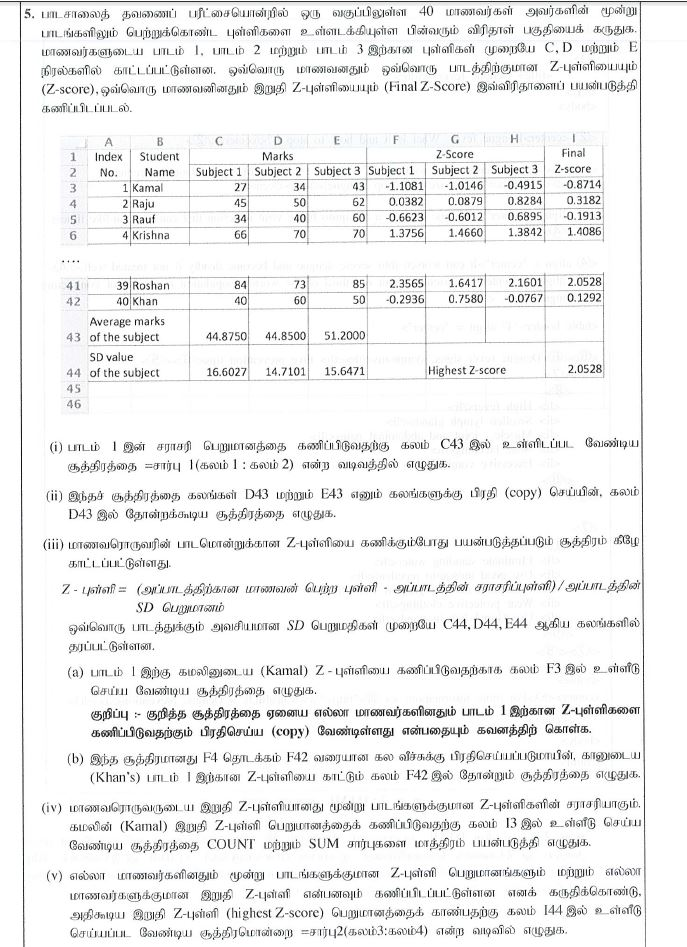 5. பாடசாலைத் தவணைப் பரீட்சையொன்றில் ஒரு வகுப்பிலுள்ள 40 மாணவர்கள் அவர்களின் மூன்று
பாடங்களிலும் பெற்றுக்கொண்ட புள்ளிகளை உள்ளடக்கியுள்ள பின்வரும் விரிதாள் பகுதியைக் கருதுக.
மாணவர்களுடைய பாடம் 1, பாடம் 2 மற்றும் பாடம் 3 இற்கான புள்ளிகள் முறையே C, D மற்றும் E
நிரல்களில் காட்டப்பட்டுள்ளன. ஒவ்வொரு மாணவனதும் ஒவ்வொரு பாடத்திற்குமான Z-புள்ளியையும்
(Z-score), ஒவ்வொரு மாணவனினதும் இறுதி Z-புள்ளியையும் (Final Z-Score) இவ்விரிதாளைப் பயன்படுத்தி
கணிப்பிடப்படல்.
A B C D E F G H I
1 Index Student Marks Z-Score Final
2 No. Name Subject 1 Subject 2 Subject 3 Subject 1 Subject 2 Subject 3 Z-score
3 1 Kamal 27 34 43 -1.1081 -1.0146 -0.4915 -0.8714
4 2 Raju 45 50 62 0.0382 0.0879 0.8284 0.3182
5 3 Rauf 34 40 60 -0.6623 -0.6012 0.6895 -0.1913
6 4 Krishna 66 70 70 1.3756 1.4660 1.3842 1.4086
....
41 39 Roshan 84 73 85 2.3565 1.6417 2.1601 2.0528
42 40 Khan 40 60 50 -0.2936 0.7580 -0.0767 0.1292
Average marks
43 of the subject 44.8750 44.8500 51.2000
SD value
44 of the subject 16.6027 14.7101 15.6471 Highest Z-score 2.0528
45
46
(i) பாடம் 1 இன் சராசரி பெறுமானத்தை கணிப்பிடுவதற்கு கலம் C43 இல் உள்ளிடப்பட வேண்டிய
சூத்திரத்தை =சார்பு 1(கலம் 1 : கலம் 2) என்ற வடிவத்தில் எழுதுக.
(ii) இந்தச் சூத்திரத்தை கலங்கள் D43 மற்றும் E43 எனும் கலங்களுக்கு பிரதி (copy) செய்யின், கலம்
D43 இல் தோன்றக்கூடிய சூத்திரத்தை எழுதுக.
(iii) மாணவரொருவரின் பாடமொன்றுக்கான Z-புள்ளியை கணிக்கும்போது பயன்படுத்தப்படும் சூத்திரம் கீழே
காட்டப்பட்டுள்ளது.
Z - புள்ளி = (அப்பாடத்திற்கான மாணவன் பெற்ற புள்ளி - அப்பாடத்தின் சராசரிப்புள்ளி) / அப்பாடத்தின்
SD பெறுமானம்
ஒவ்வொரு பாடத்துக்கும் அவசியமான SD பெறுமதிகள் முறையே C44, D44, E44 ஆகிய கலங்களில்
தரப்பட்டுள்ளன.
(a) பாடம் 1 இற்கு கமலினுடைய (Kamal) Z - புள்ளியை கணிப்பிடுவதற்காக கலம் F3 இல் உள்ளீடு
செய்ய வேண்டிய சூத்திரத்தை எழுதுக.
குறிப்பு :- குறித்த சூத்திரத்தை ஏனைய எல்லா மாணவர்களினதும் பாடம் 1 இற்கான Z-புள்ளிகளை
கணிப்பிடுவதற்கும் பிரதிசெய்ய (copy) வேண்டிள்ளது என்பதையும் கவனத்திற் கொள்க.
(b) இந்த சூத்திரமானது F4 தொடக்கம் F42 வரையான கல வீச்சுக்கு பிரதிசெய்யப்படுமாயின், கானுடைய
(Khan's) பாடம் 1 இற்கான Z-புள்ளியை காட்டும் கலம் F42 இல் தோன்றும் சூத்திரத்தை எழுதுக.
(iv) மாணவரொருவருடைய இறுதி Z-புள்ளியானது மூன்று பாடங்களுக்குமான Z-புள்ளிகளின் சராசரியாகும்.
கமலின் (Kamal) இறுதி Z-புள்ளி பெறுமானத்தைக் கணிப்பிடுவதற்கு கலம் I3 இல் உள்ளீடு செய்ய
வேண்டிய சூத்திரத்தை COUNT மற்றும் SUM சார்புகளை மாத்திரம் பயன்படுத்தி எழுதுக.
(v) எல்லா மாணவர்களினதும் மூன்று பாடங்களுக்குமான Z-புள்ளி பெறுமானங்களும் மற்றும் எல்லா
மாணவர்களுக்குமான இறுதி Z-புள்ளி என்பனவும் கணிப்பிடப்பட்டுள்ளன எனக் கருதிக்கொண்டு,
அதிகூடிய இறுதி Z-புள்ளி (highest Z-score) பெறுமானத்தைக் காண்பதற்கு கலம் I44 இல் உள்ளீடு
செய்யப்பட வேண்டிய சூத்திரமொன்றை =சார்பு2(கலம்3:கலம்4) என்ற வடிவில் எழுதுக.